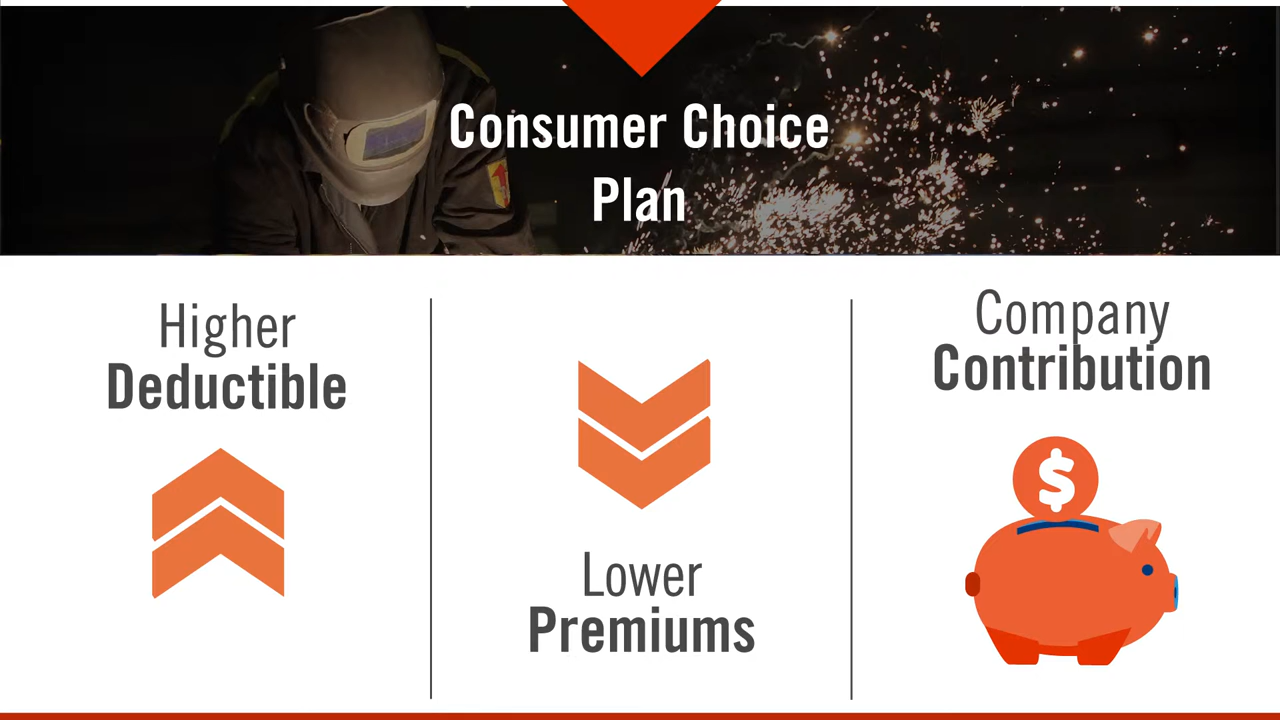 Consumer Choice
Plan
Higher
Deductible
Lower
Premiums
Company
Contribution
$